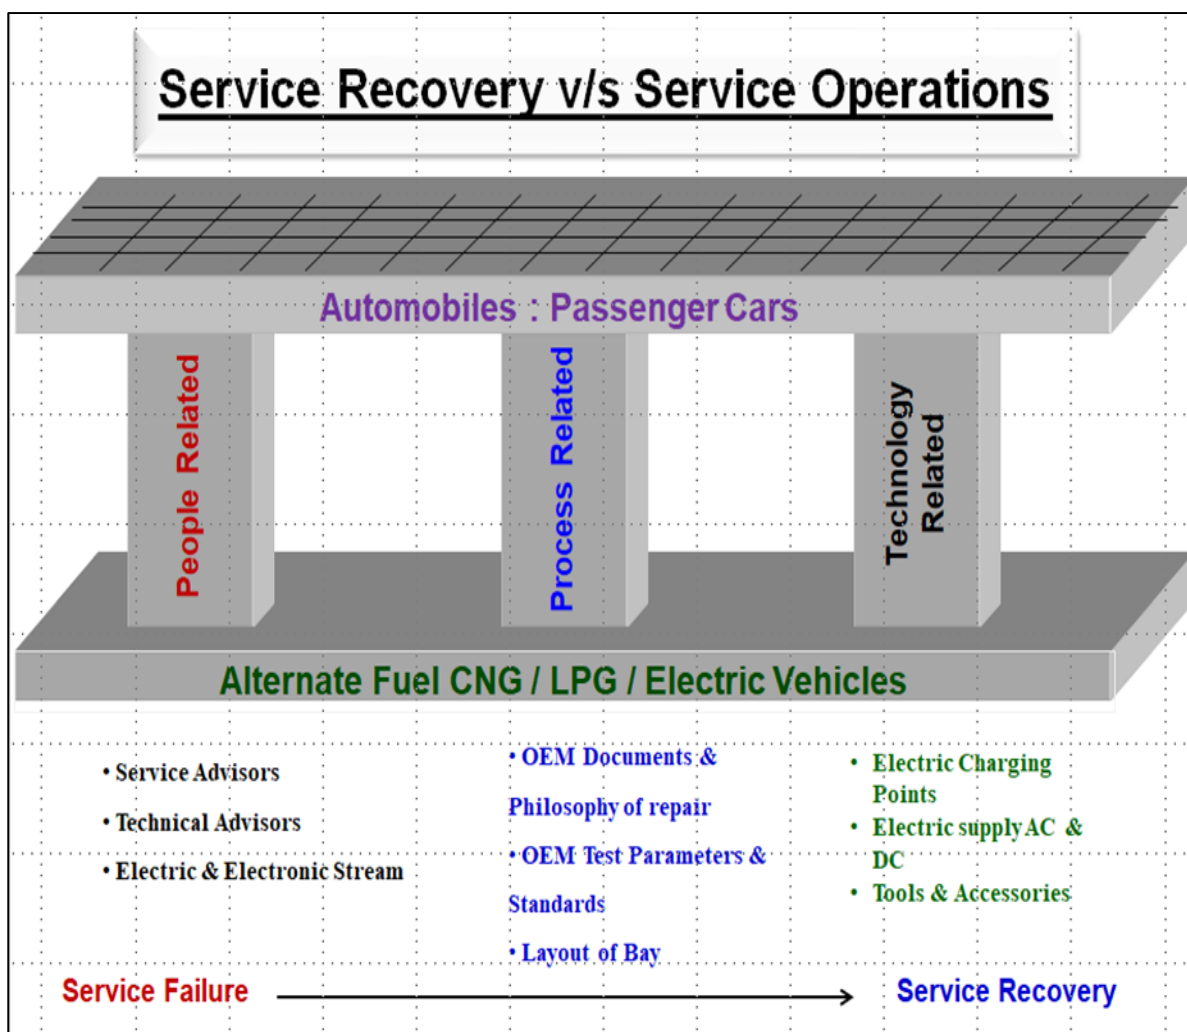 Service Recovery v/s Service Operations
Automobiles : Passenger Cars
People Related
Process Related
Technology
Related
Alternate Fuel CNG / LPG / Electric Vehicles
• Service Advisors
• Technical Advisors
• Electric & Electronic Stream
• OEM Documents &
Philosophy of repair
• OEM Test Parameters &
Standards
• Layout of Bay
• Electric Charging
Points
• Electric supply AC &
DC
• Tools & Accessories
Service Failure
Service Recovery